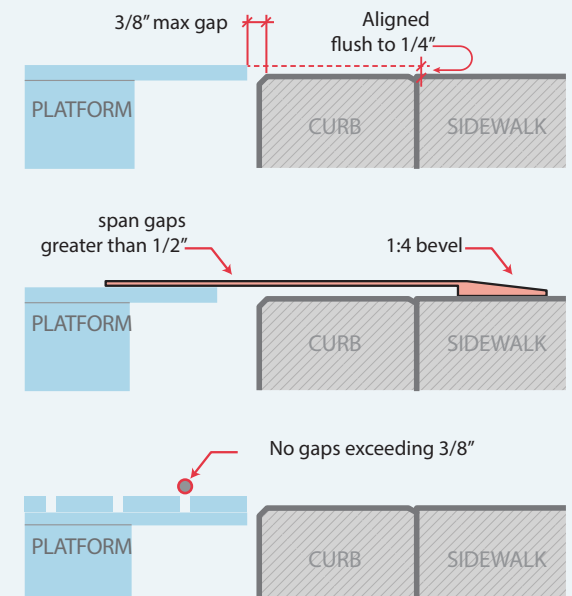 3/8” max gap
Aligned
flush to 1/4”
PLATFORM
CURB
SIDEWALK
span gaps
greater than 1/2”
1:4 bevel
PLATFORM
CURB
SIDEWALK
No gaps exceeding 3/8”
PLATFORM
CURB
SIDEWALK